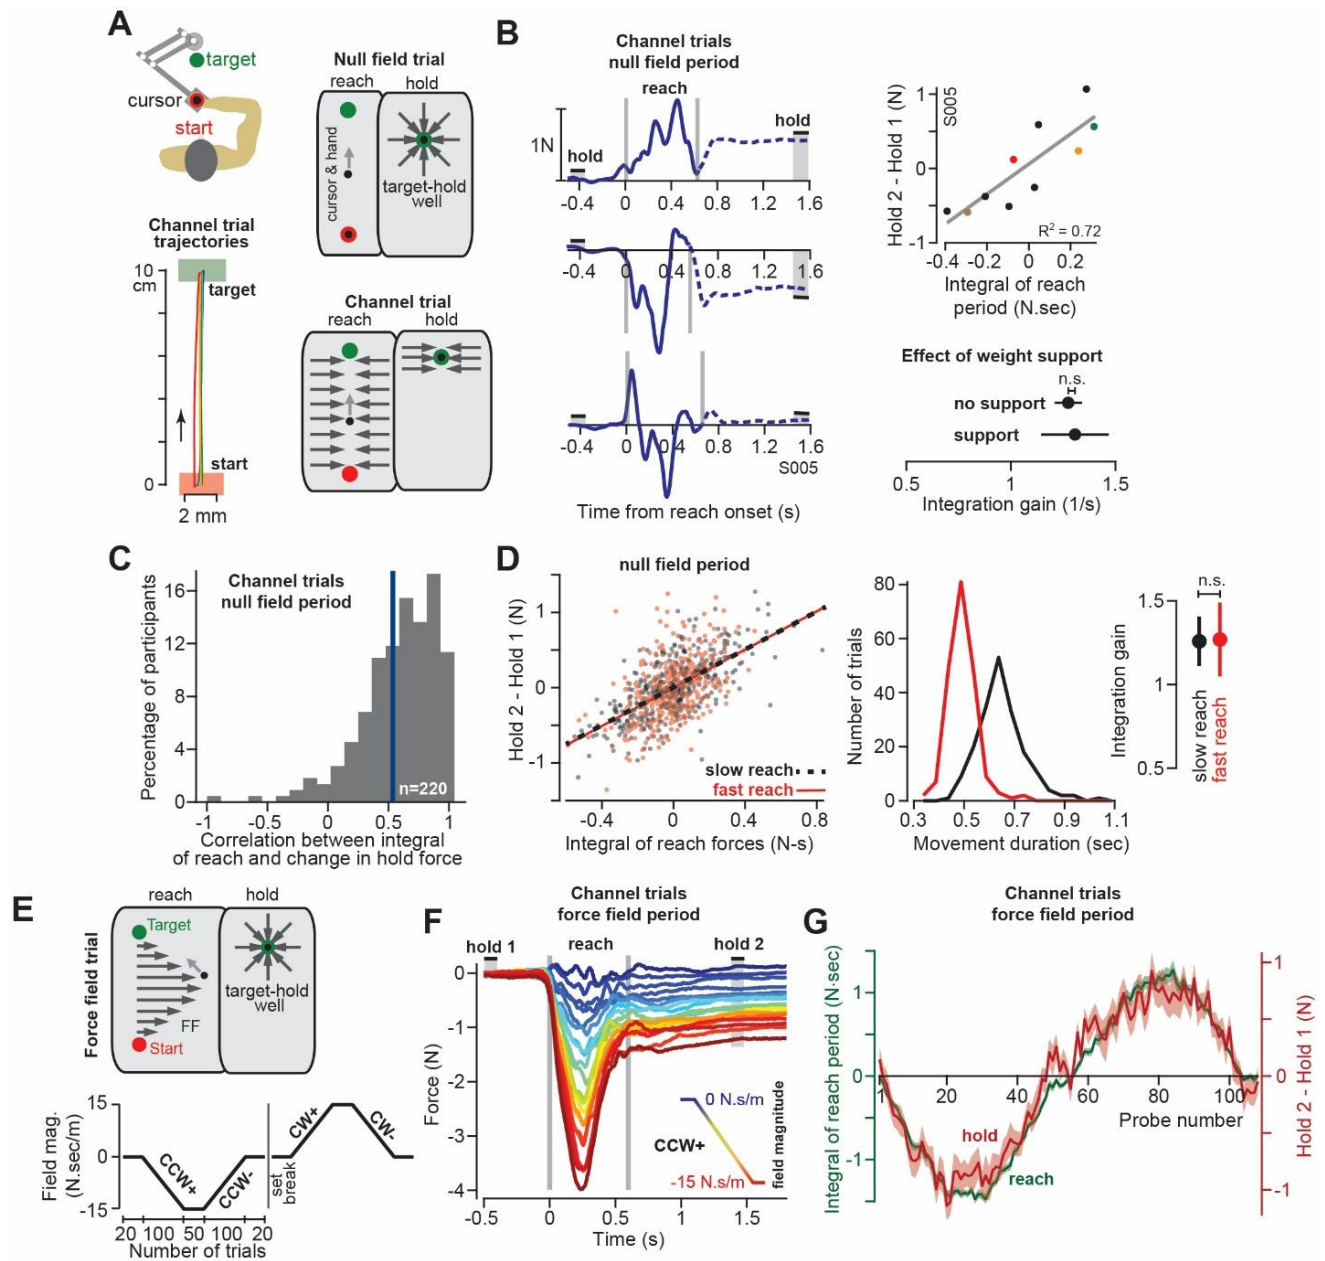 A
target
cursor
start
Null field trial
reach
hold
cursor & hand
target-hold
well
Channel trial
trajectories
10
cm
target
start
0
2 mm
Channel trial
reach
hold
B
Channel trials
null field period
reach
hold
1N
hold
-0.4 0 0.4 0.8 1.2 1.6
-0.4 0 0.4 0.8 1.2 1.6
-0.4 0 0.4 0.8 1.2 1.6
S005
Time from reach onset (s)
Hold 2 - Hold 1 (N)
S005
1
0
-1
R2 = 0.72
-0.4 -0.2 0 0.2
Integral of reach
period (N.sec)
Effect of weight support
n.s.
no support
support
0.5 1 1.5
Integration gain (1/s)
C
Channel trials
null field period
Percentage of participants
16
12
8
4
0
n=220
-1 -0.5 0 0.5 1
Correlation between integral
of reach and change in hold force
D
null field period
Hold 2 - Hold 1 (N)
1
0
-1
slow reach
fast reach
-0.4 0 0.4 0.8
Integral of reach forces (N-s)
Number of trials
80
60
40
20
0
0.3 0.5 0.7 0.9 1.1
Movement duration (sec)
n.s.
Integration gain
1.5
1
0.5
slow reach
fast reach
E
reach
hold
Force field trial
Target
FF
Start
target-hold
well
Field mag.
(N.sec/m)
15
0
-15
CCW+
CCW-
set
break
CW+
CW-
20 100 50 100 20
Number of trials
F
Channel trials
force field period
hold 1
reach
hold 2
Force (N)
0
-1
-2
-3
-4
0 N.s/m
CCW+
-15 N.s/m
field magnitude
-0.5 0 0.5 1 1.5
Time (s)
G
Channel trials
force field period
Integral of reach period (N·sec)
1
0
-1
1 20 40 60 80 100
Probe number
hold
reach
1
0
-1
Hold 2 - Hold 1 (N)